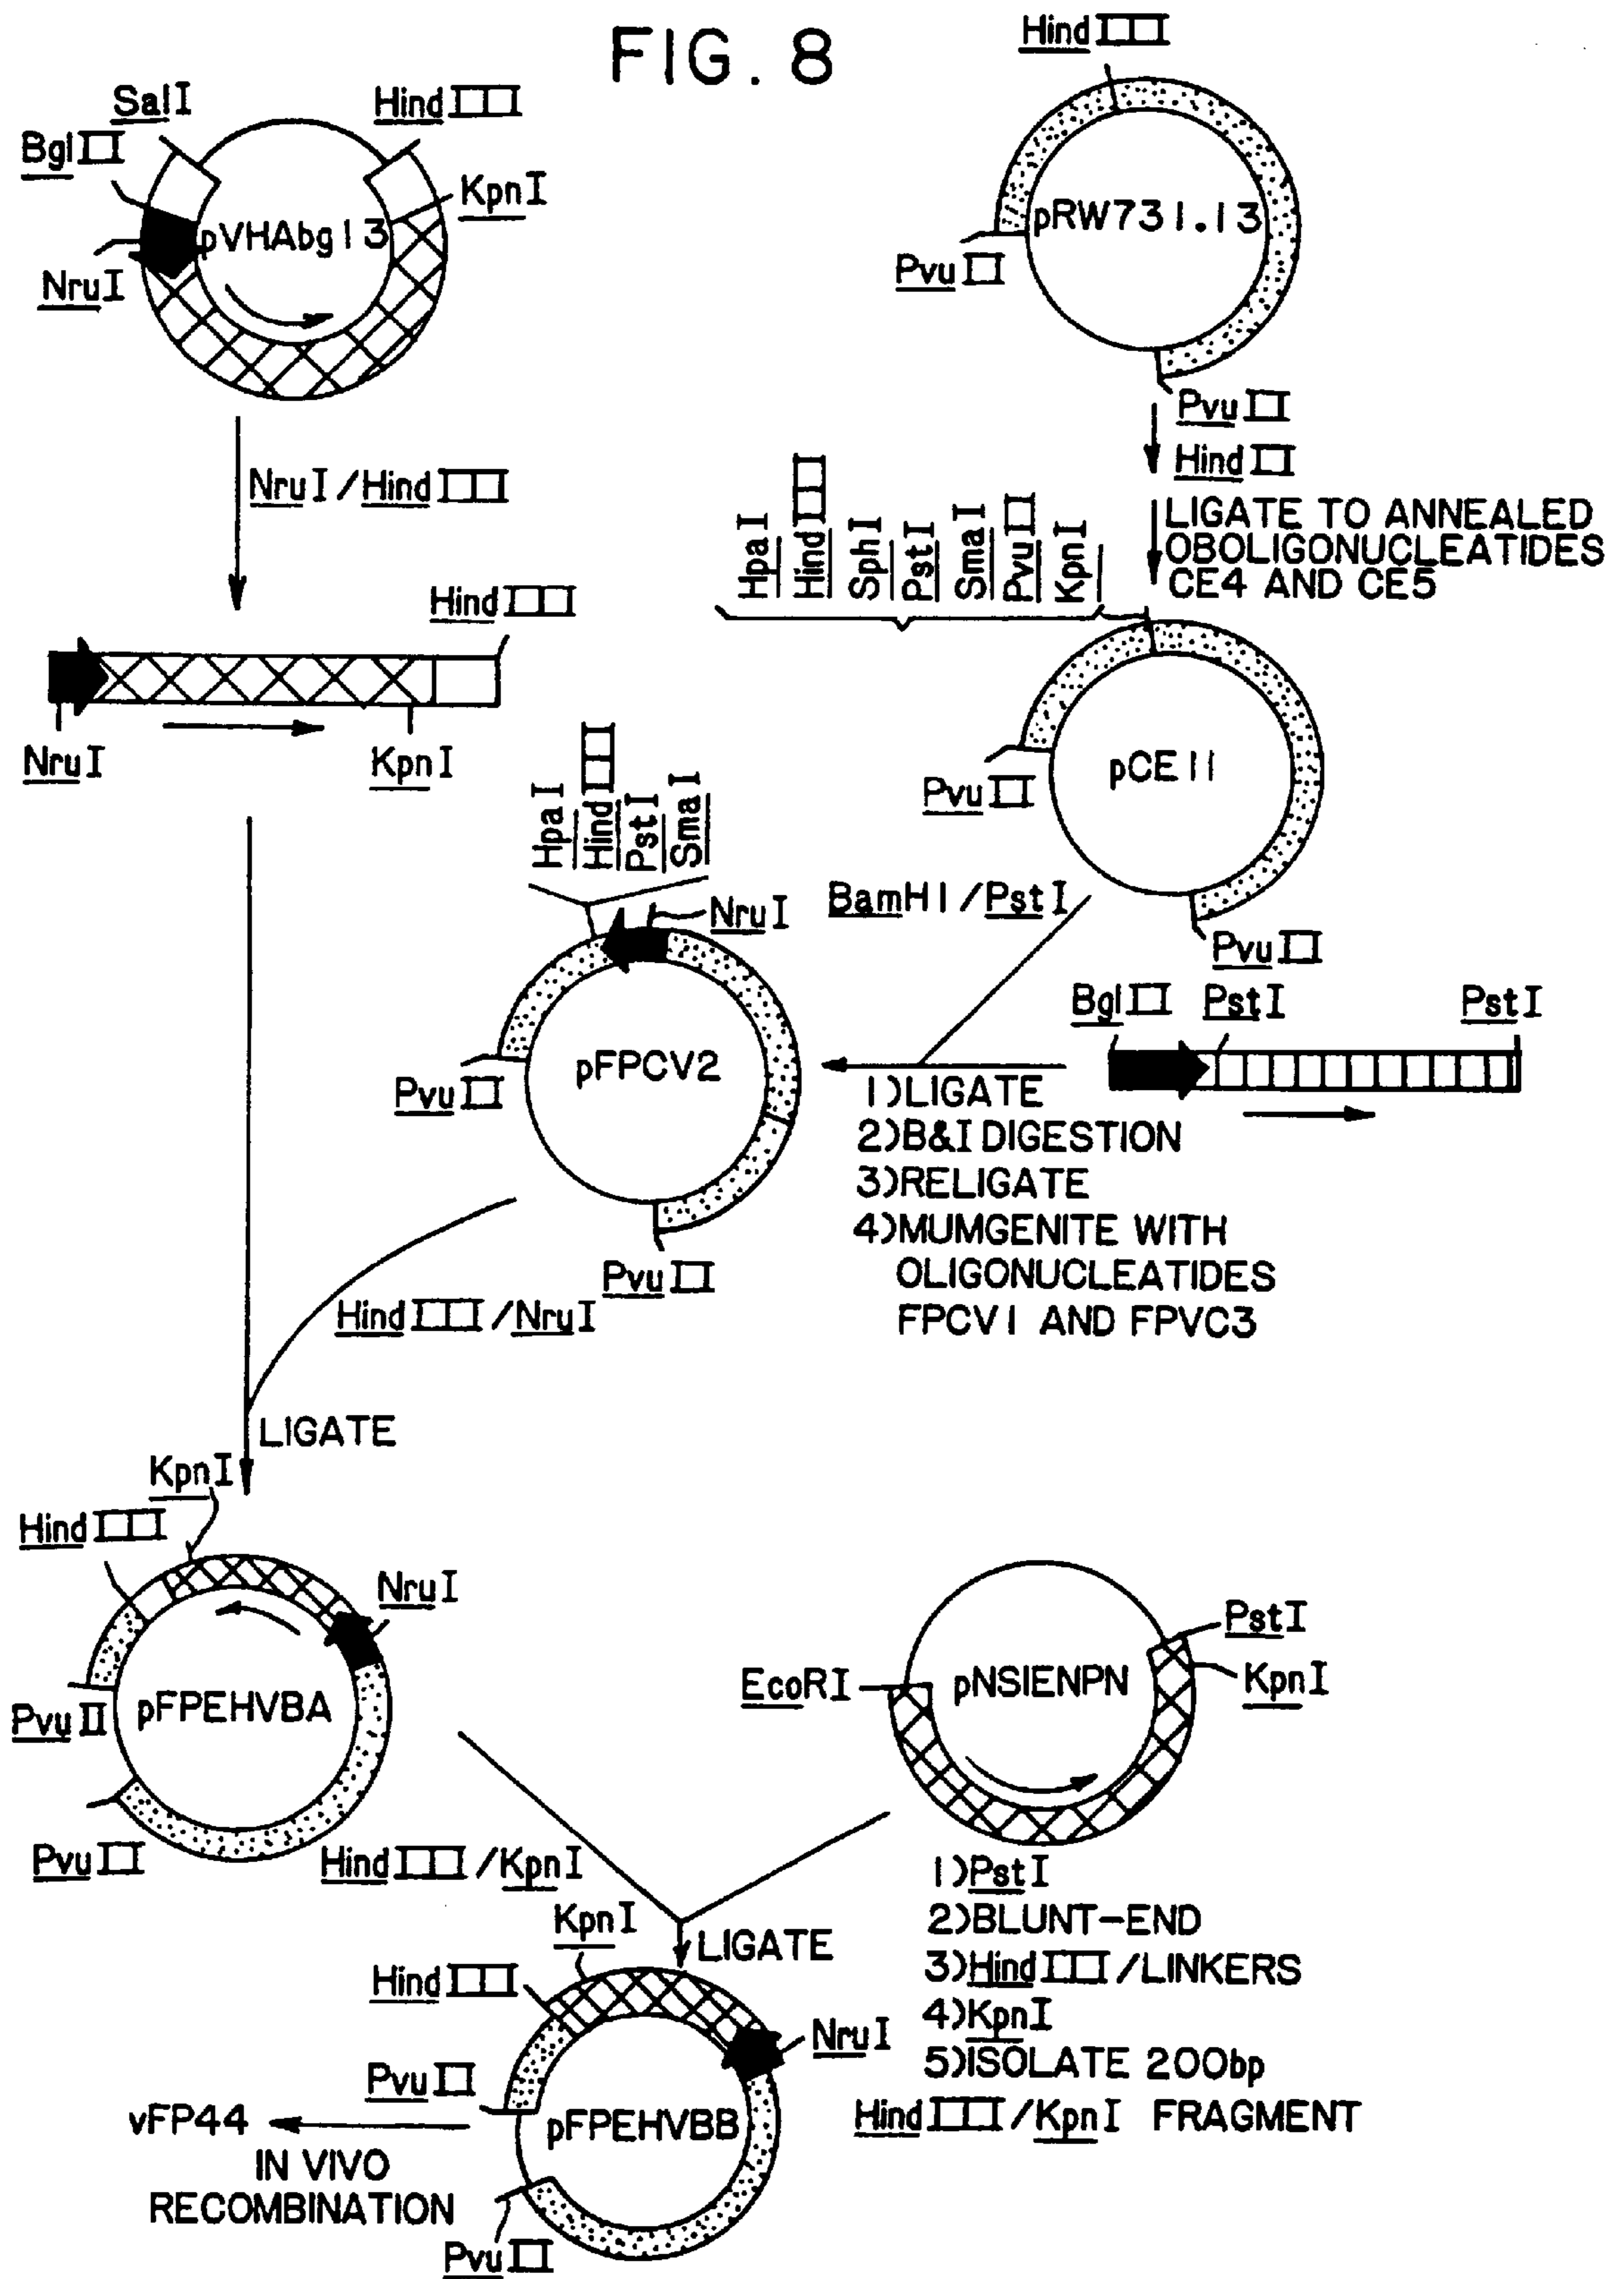 FIG. 8
SalI
HindIII
BglII
KpnI
pVHAbg13
NruI
HindIII
pRW731.13
PvuII
PvuII
HindII
LIGATE TO ANNEALED
OBOLIGONUCLEATIDES
CE4 AND CE5
NruI/HindIII
HpaI
HindIII
SphI
PstI
SmaI
PvuII
KpnI
HindIII
NruI
KpnI
pCE11
PvuII
PvuII
HpaI
HindIII
PstI
SmaI
NruI
BamHI/PstI
BglII
PstI
PstI
pFPCV2
PvuII
PvuII
1)LIGATE
2)B&I DIGESTION
3)RELIGATE
4)MUMGENITE WITH
OLIGONUCLEATIDES
FPCV1 AND FPVC3
HindIII/NruI
LIGATE
KpnI
HindIII
NruI
pFPEHVBA
PvuII
PvuII
HindIII/KpnI
PstI
KpnI
EcoRI
pNSIENPN
1)PstI
2)BLUNT-END
3)HindIII/LINKERS
4)KpnI
5)ISOLATE 200bp
HindIII/KpnI FRAGMENT
LIGATE
KpnI
HindIII
NruI
PvuII
pFPEHVBB
PvuII
vFP44
IN VIVO
RECOMBINATION